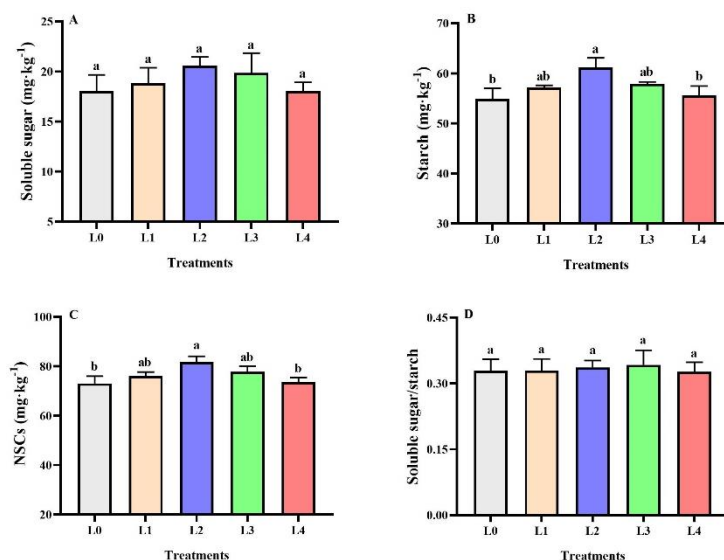 A
Soluble sugar (mg·kg⁻¹)
25
20
15
10
5
a a a a a
L0 L1 L2 L3 L4
Treatments
B
Starch (mg·kg⁻¹)
70
60
50
40
30
b ab a ab b
L0 L1 L2 L3 L4
Treatments
C
NSCs (mg·kg⁻¹)
100
80
60
40
20
b ab a ab b
L0 L1 L2 L3 L4
Treatments
D
Soluble sugar/starch
0.45
0.30
0.15
0.00
a a a a a
L0 L1 L2 L3 L4
Treatments